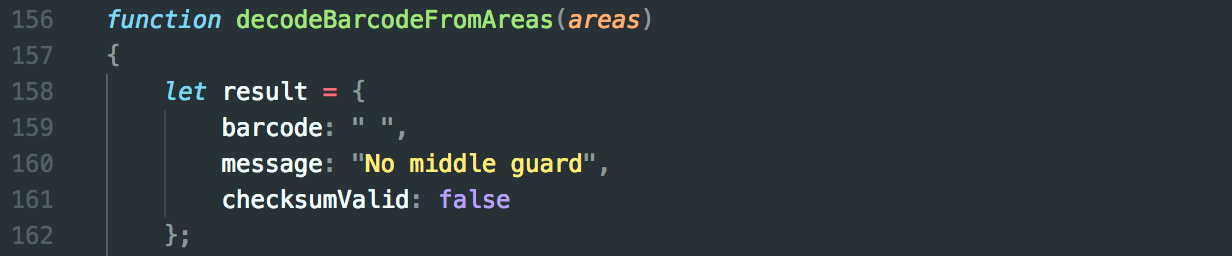 156 function decodeBarcodeFromAreas(areas)
157 {
158 let result = {
159 barcode: " ",
160 message: "No middle guard",
161 checksumValid: false
162 };